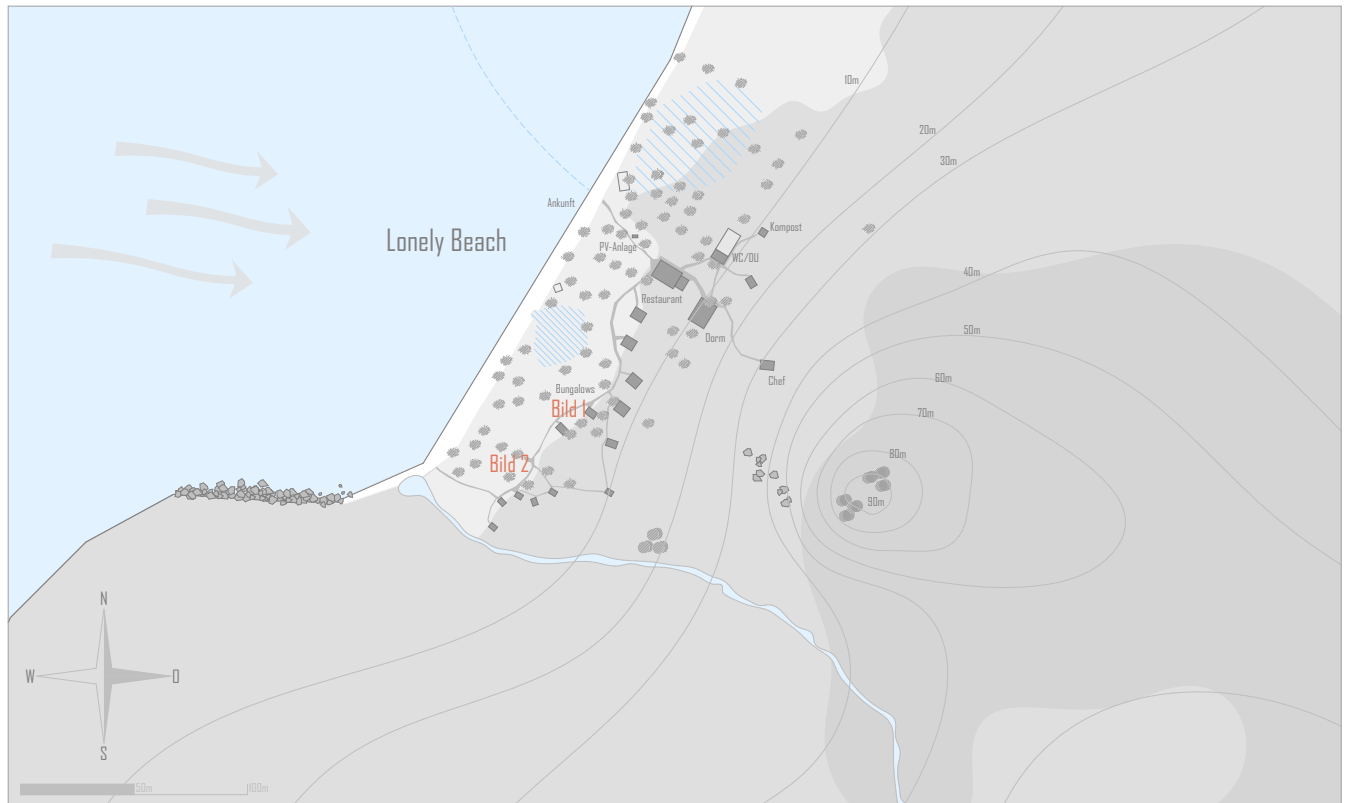 10m
20m
30m
Ankunft
Kompost
Lonely Beach
PV-Anlage
WC/DU
40m
Restaurant
50m
Dorm
60m
Chef
Bungalows
Bild 1
70m
80m
Bild 2
90m
N
W
O
S
50m
100m